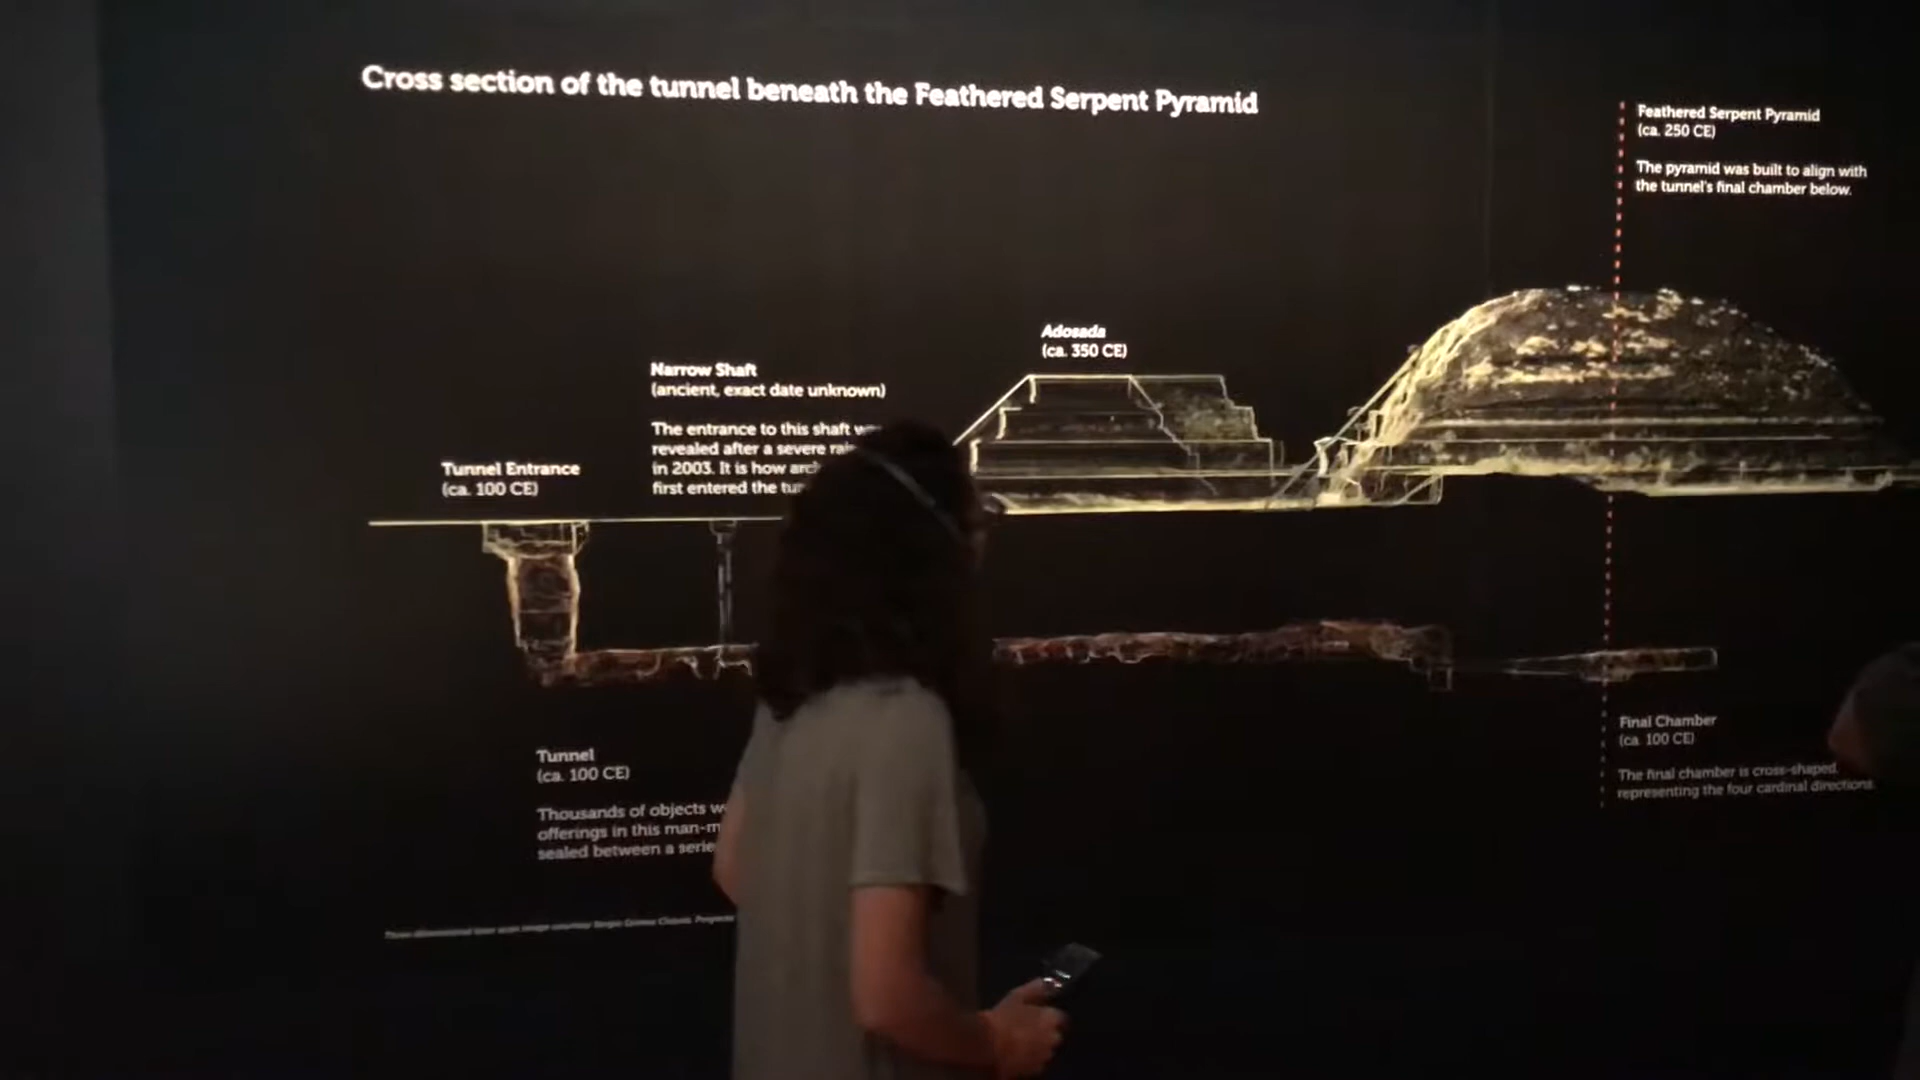 Cross section of the tunnel beneath the Feathered Serpent Pyramid
Feathered Serpent Pyramid
(ca. 250 CE)
The pyramid was built to align with
the tunnel's final chamber below.
Adosada
(ca. 350 CE)
Narrow Shaft
(ancient, exact date unknown)
The entrance to this shaft
revealed after a severe
in 2003. It is how
first entered the
Tunnel Entrance
(ca. 100 CE)
Tunnel
(ca. 100 CE)
Thousands of objects
offerings in this
sealed between a
Final Chamber
(ca. 100 CE)
The final chamber is cross-shaped,
representing the four cardinal directions.